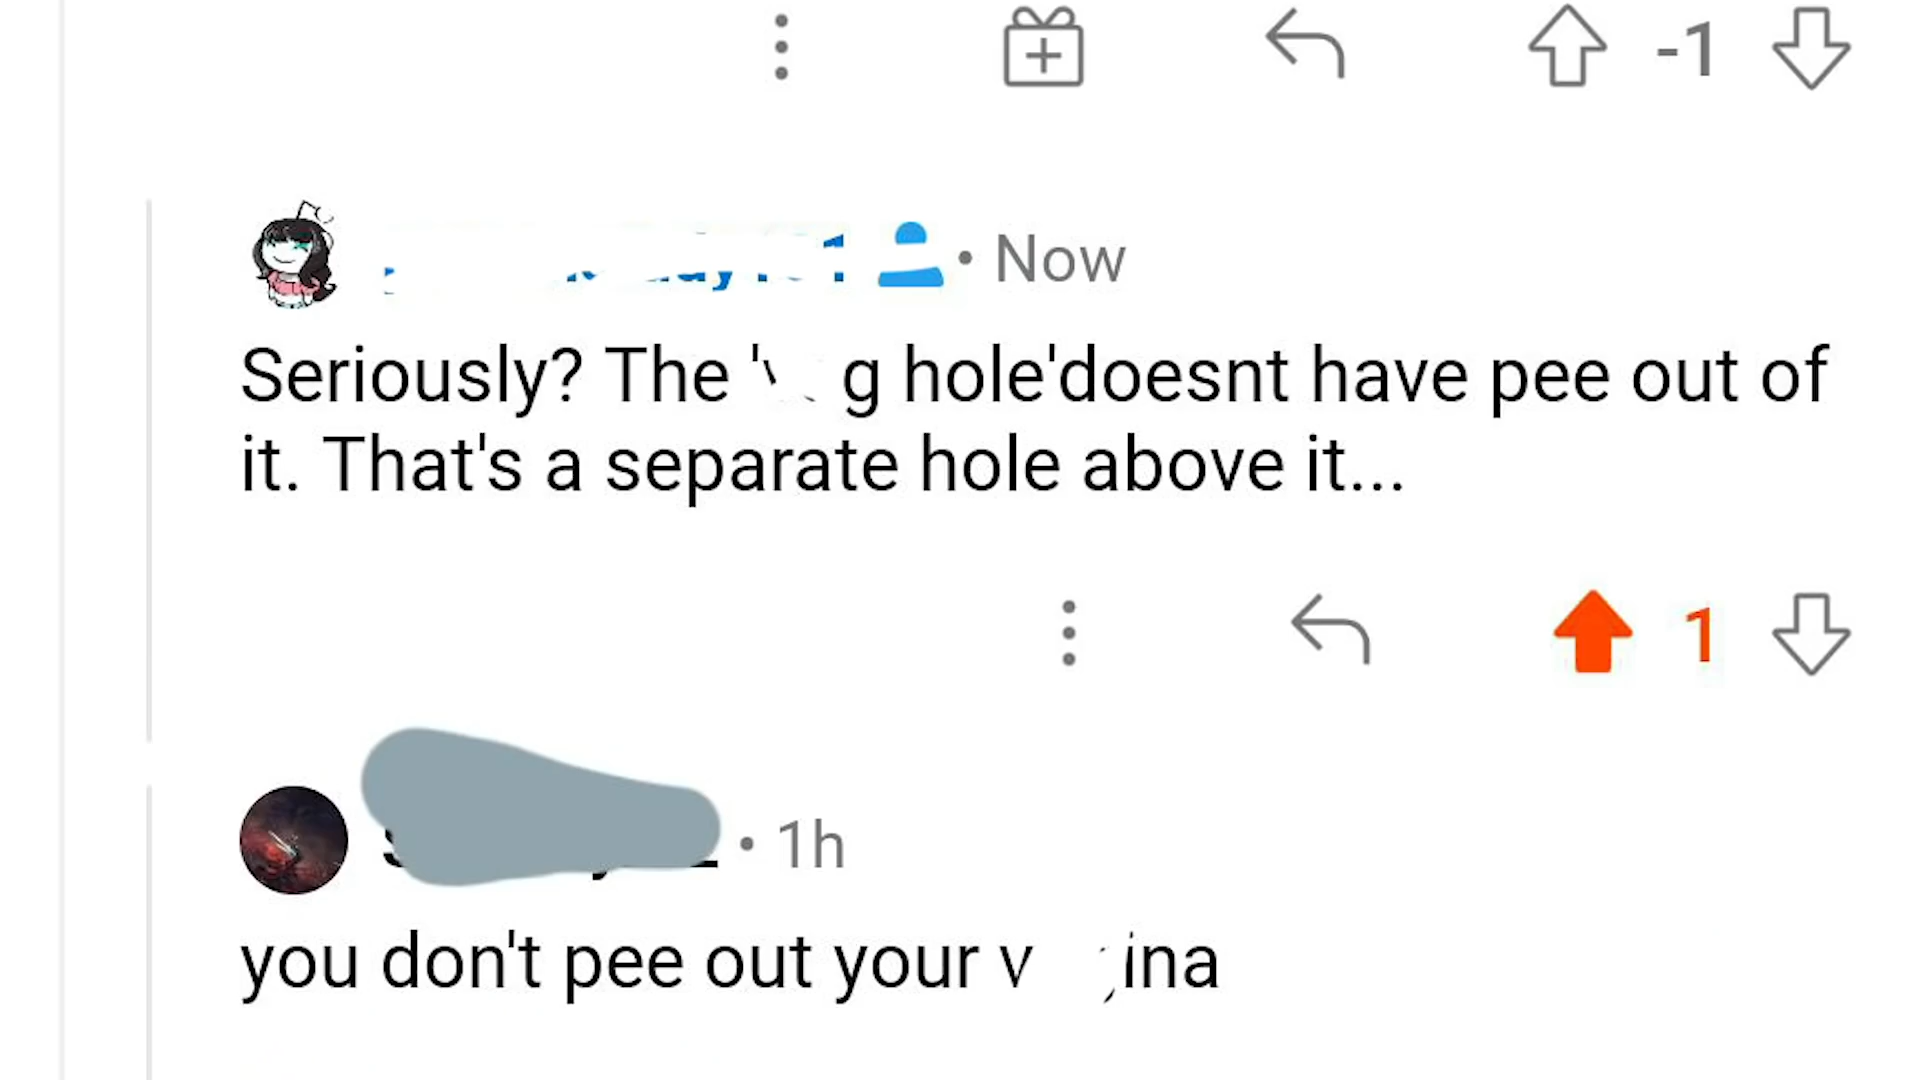 -1
Now
Seriously? The g hole'doesnt have pee out of
it. That's a separate hole above it...
1
1h
you don't pee out your v ina